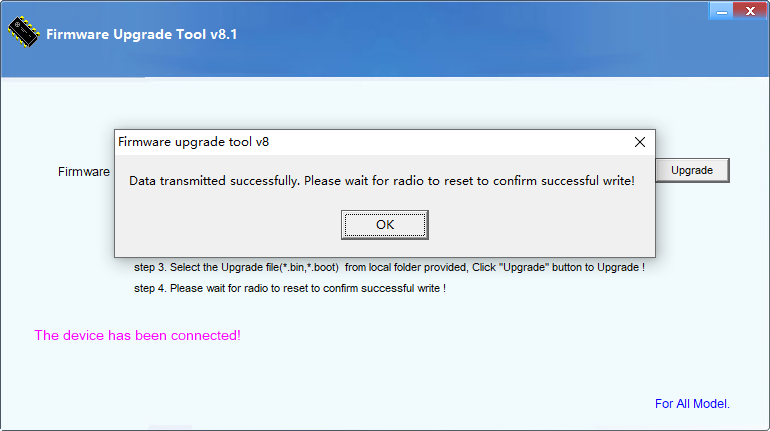 Firmware Upgrade Tool v8.1
Firmware upgrade tool v8
Data transmitted successfully. Please wait for radio to reset to confirm successful write!
OK
Firmware
Upgrade
step 3. Select the Upgrade file(*.bin,*.boot)  from local folder provided, Click "Upgrade" button to Upgrade !
step 4. Please wait for radio to reset to confirm successful write !
The device has been connected!
For All Model.